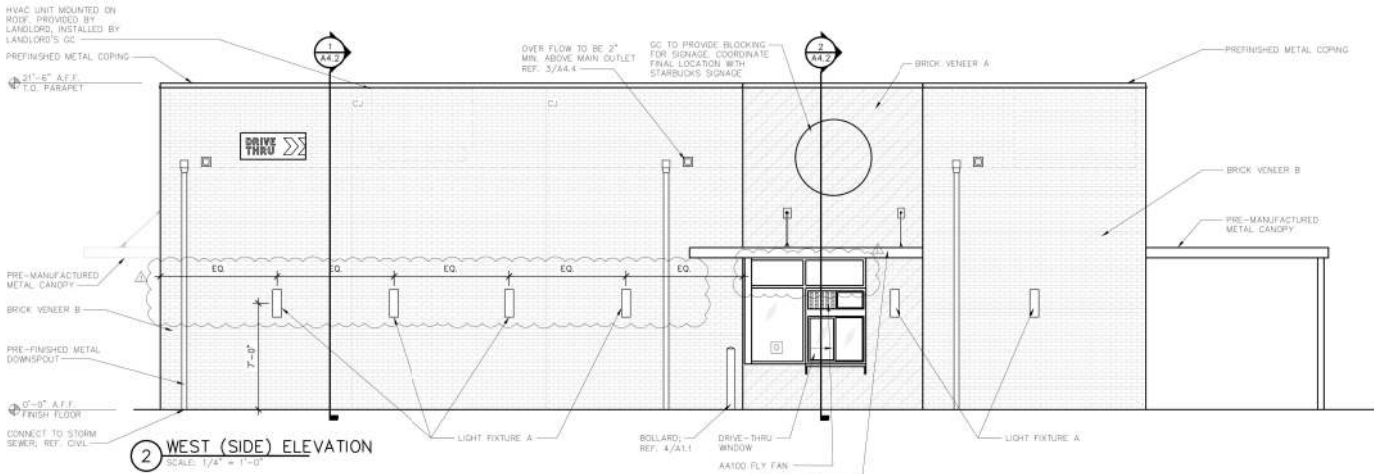 HVAC UNIT MOUNTED ON
ROOF. PROVIDED BY
LANDLORD, INSTALLED BY
LANDLORD'S GC
PREFINISHED METAL COPING
21'-6" A.F.F.
T.O. PARAPET
1
A4.2
OVER FLOW TO BE 2"
MIN. ABOVE MAIN OUTLET
REF. 3/A4.4
GC TO PROVIDE BLOCKING
FOR SIGNAGE. COORDINATE
FINAL LOCATION WITH
STARBUCKS SIGNAGE
2
A4.2
BRICK VENEER A
PREFINISHED METAL COPING
CJ
CJ
DRIVE
THRU
BRICK VENEER B
PRE-MANUFACTURED
METAL CANOPY
PRE-MANUFACTURED
METAL CANOPY
EQ.
EQ.
EQ.
EQ.
EQ.
BRICK VENEER B
PRE-FINISHED METAL
DOWNSPOUT
7'-0"
0'-0" A.F.F.
FINISH FLOOR
CONNECT TO STORM
SEWER; REF. CIVIL
LIGHT FIXTURE A
BOLLARD;
REF. 4/A1.1
DRIVE-THRU
WINDOW
AA100 FLY FAN
LIGHT FIXTURE A
2
WEST (SIDE) ELEVATION
SCALE: 1/4" = 1'-0"